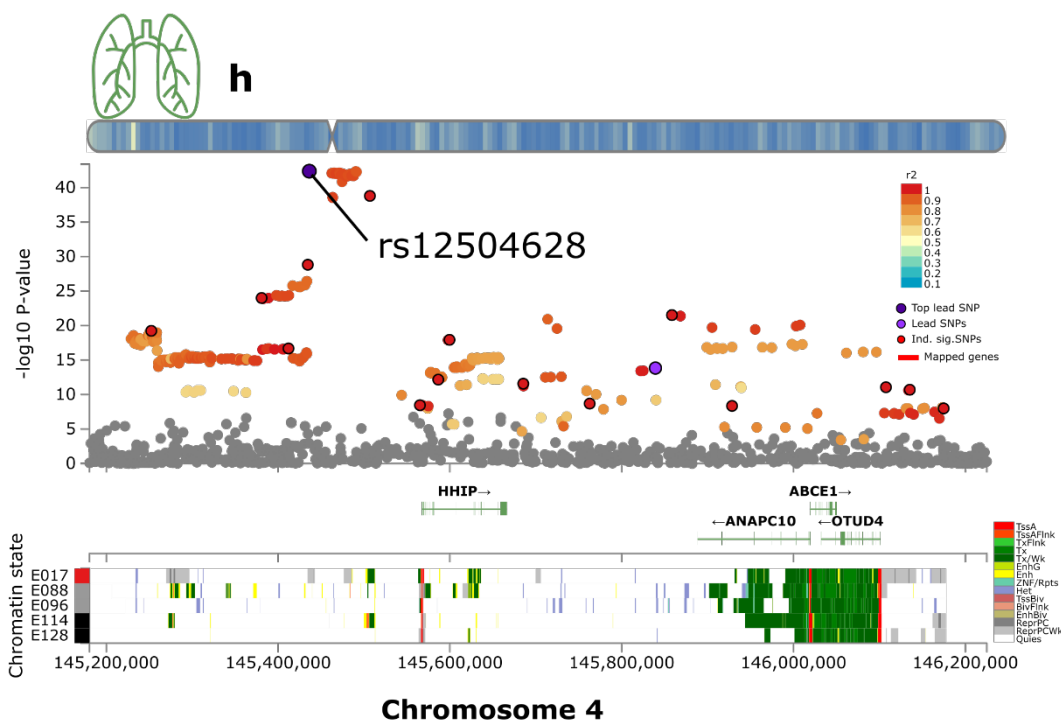 h
40
35
30
25
20
15
10
5
0
-log10 P-value
rs12504628
r2
1
0.9
0.8
0.7
0.6
0.5
0.4
0.3
0.2
0.1
Top lead SNP
Lead SNPs
Ind. sig.SNPs
Mapped genes
HHIP→
ABCE1→
←ANAPC10
←OTUD4
Chromatin state
E017
E088
E096
E114
E128
TssA
TssAFlnk
TxFlnk
Tx
Tx/Wk
EnhG
Enh
ZNF/Rpts
Het
TssBiv
BivFlnk
EnhBiv
ReprPC
ReprPCWk
Quies
145,200,000 145,400,000 145,600,000 145,800,000 146,000,000 146,200,000
Chromosome 4